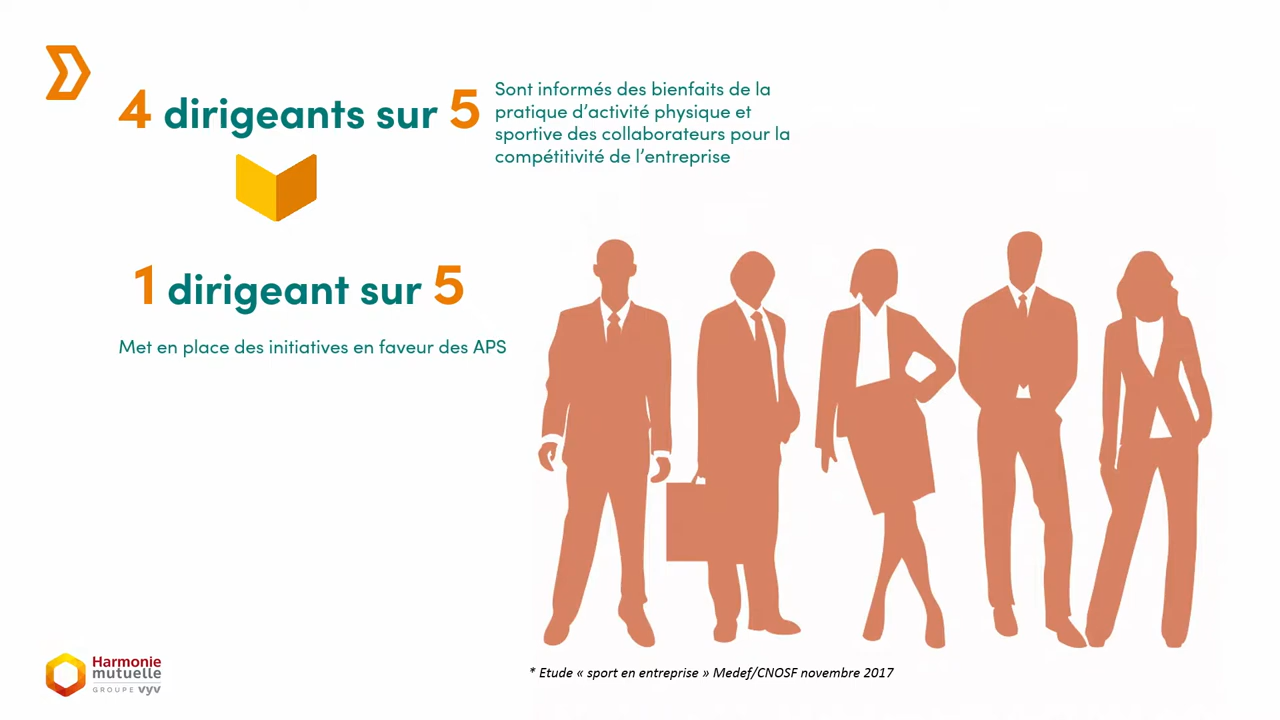 4 dirigeants sur 5
Sont informés des bienfaits de la
pratique d'activité physique et
sportive des collaborateurs pour la
compétitivité de l'entreprise
1 dirigeant sur 5
Met en place des initiatives en faveur des APS
* Etude « sport en entreprise » Medef/CNOSF novembre 2017
Harmonie
mutuelle
GROUPE vyv